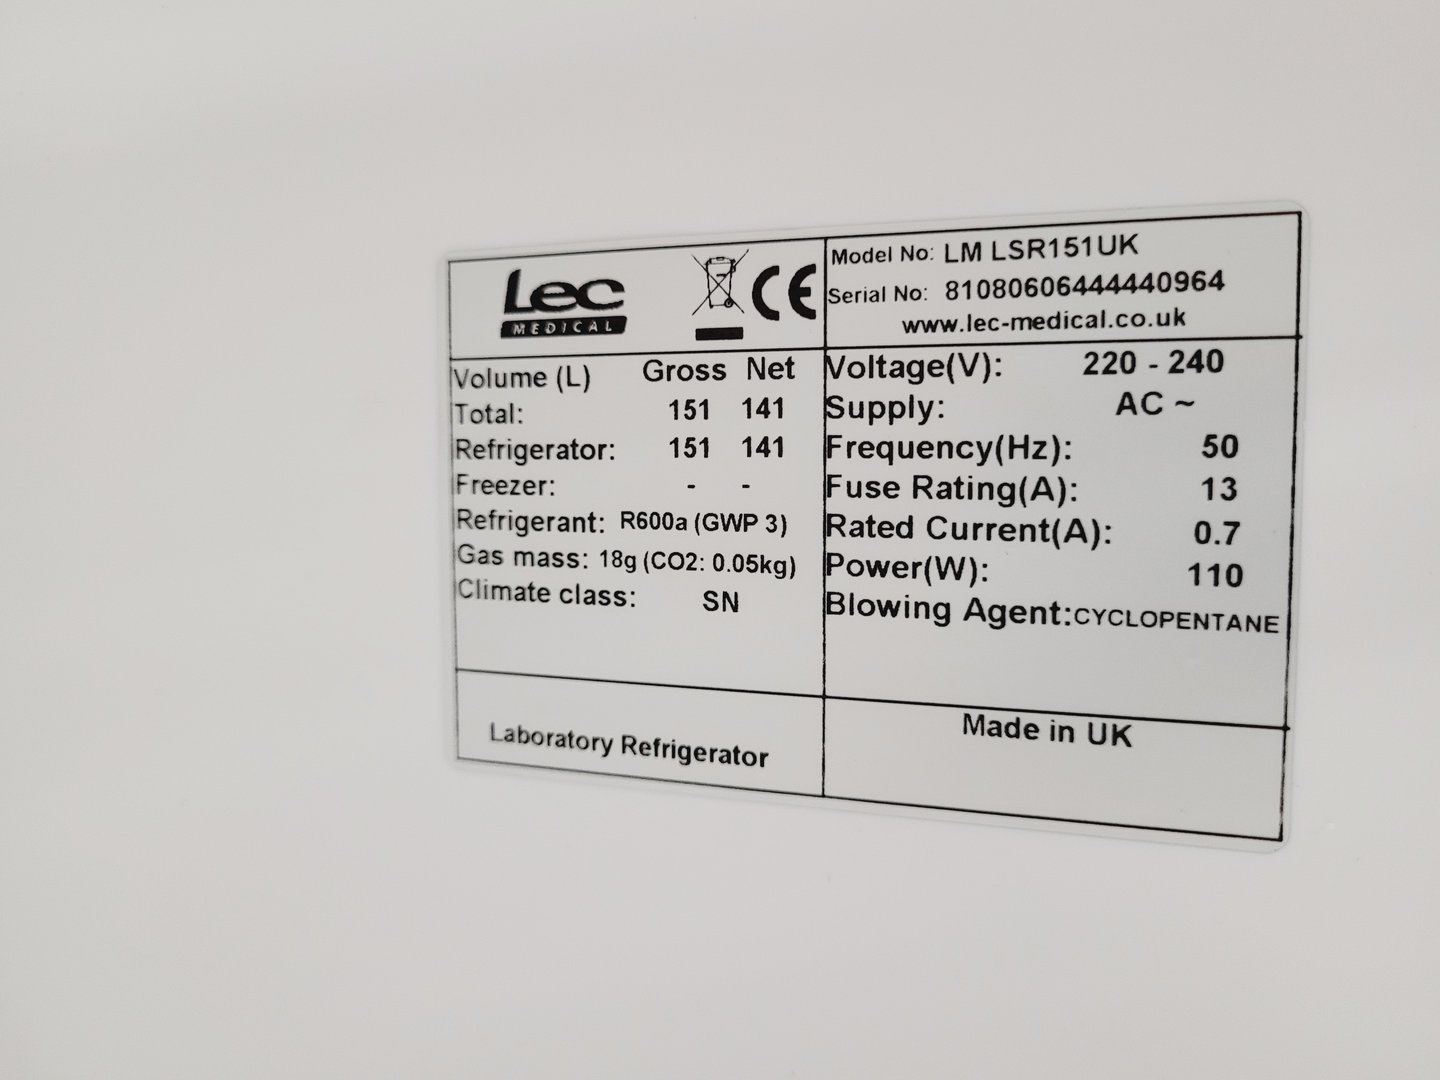 Lec
MEDICAL
CE
Model No: LM LSR151UK
Serial No: 81080606444440964
www.lec-medical.co.uk
Volume (L) Gross Net
Total: 151 141
Refrigerator: 151 141
Freezer: - -
Refrigerant: R600a (GWP 3)
Gas mass: 18g (CO2: 0.05kg)
Climate class: SN
Voltage(V): 220 - 240
Supply: AC ~
Frequency(Hz): 50
Fuse Rating(A): 13
Rated Current(A): 0.7
Power(W): 110
Blowing Agent:CYCLOPENTANE
Laboratory Refrigerator
Made in UK